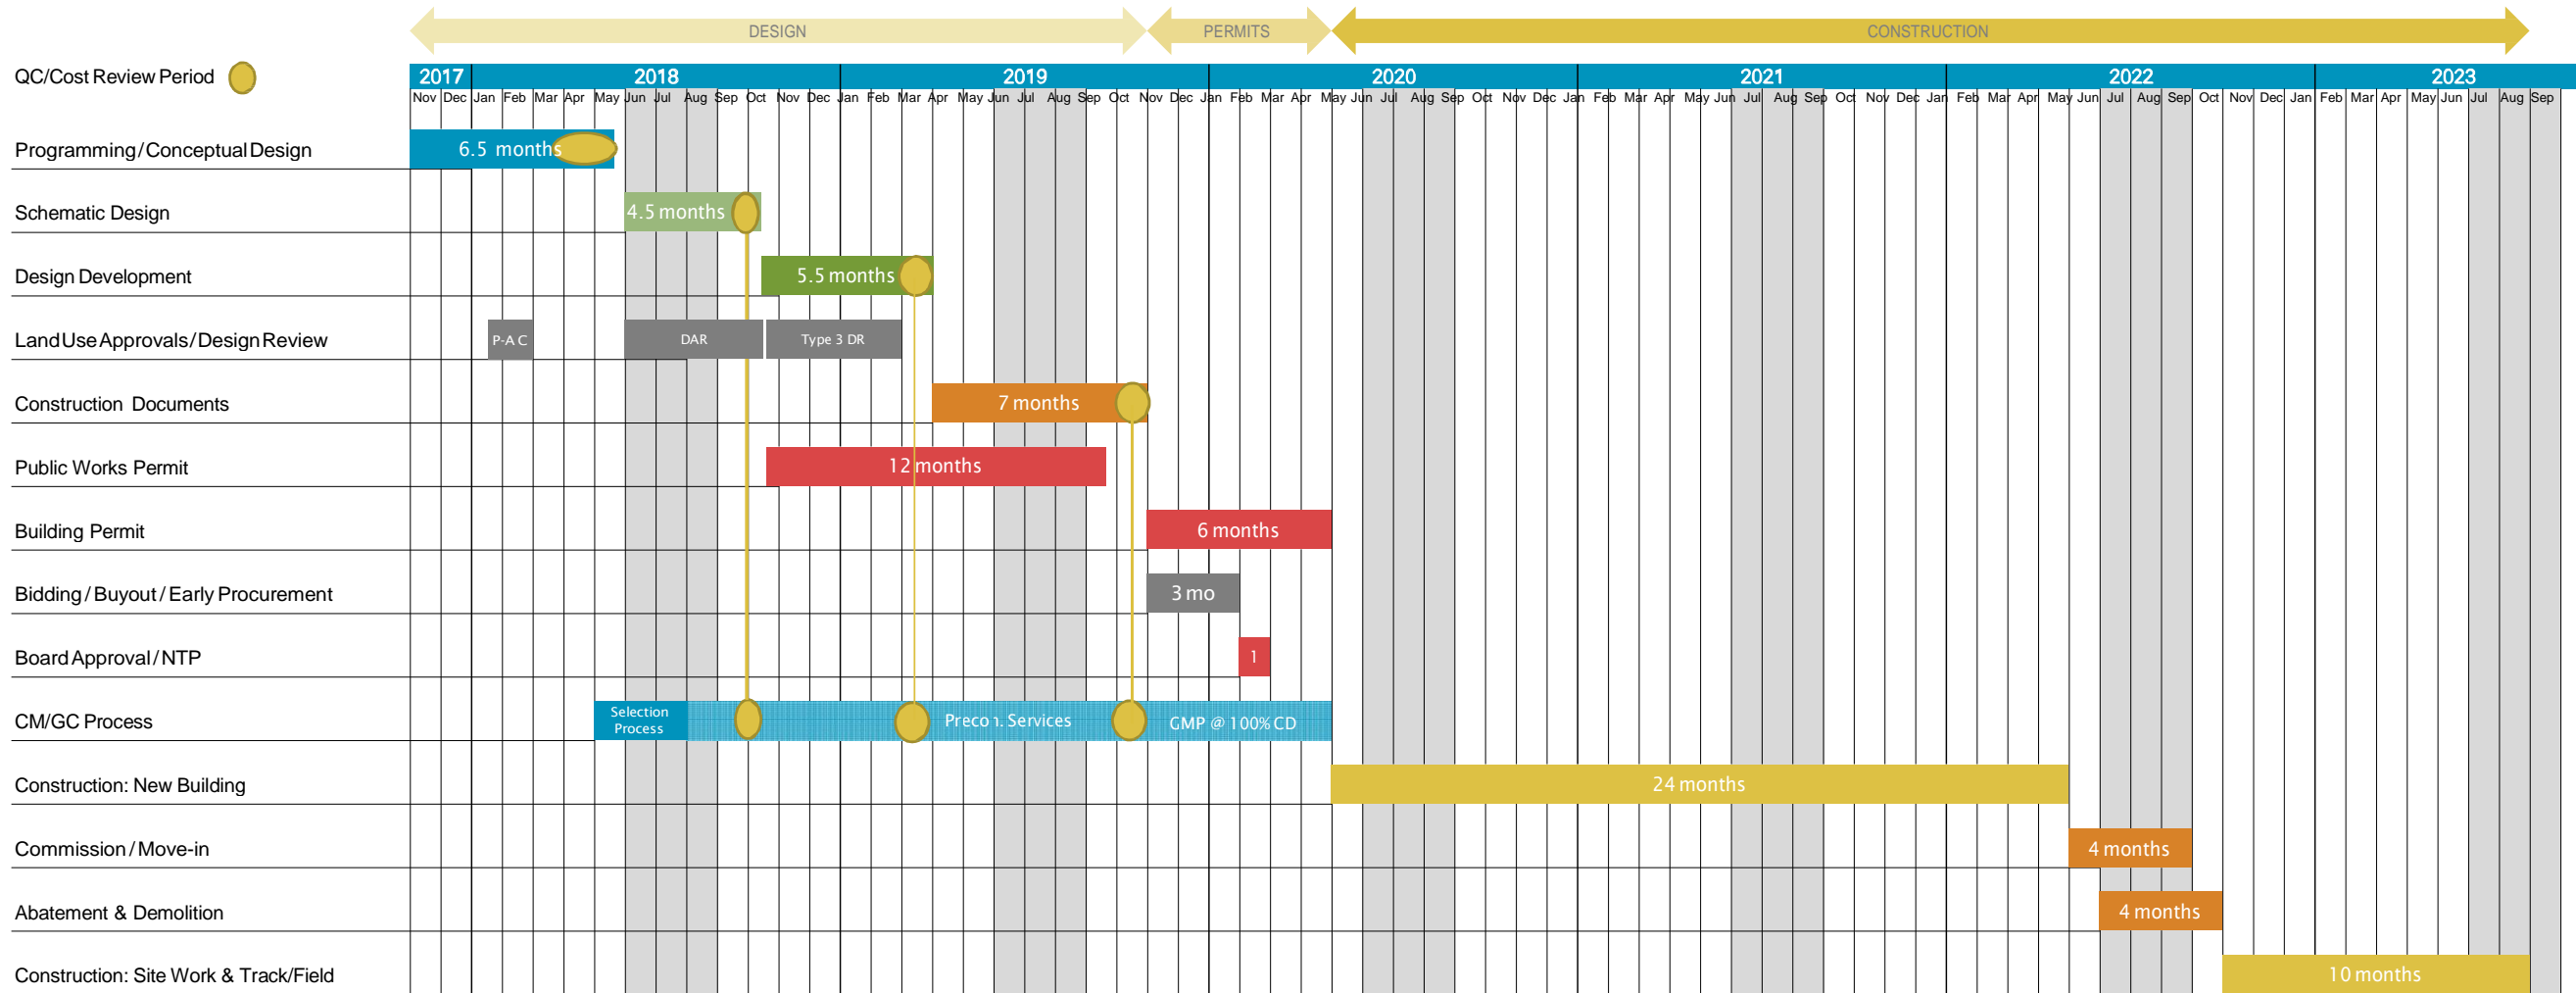 DESIGN PERMITS CONSTRUCTION
QC/Cost Review Period
2017 2018 2019 2020 2021 2022 2023
Nov Dec Jan Feb Mar Apr May Jun Jul Aug Sep Oct Nov Dec Jan Feb Mar Apr May Jun Jul Aug Sep Oct Nov Dec Jan Feb Mar Apr May Jun Jul Aug Sep Oct Nov Dec Jan Feb Mar Apr May Jun Jul Aug Sep Oct Nov Dec Jan Feb Mar Apr May Jun Jul Aug Sep Oct Nov Dec Jan Feb Mar Apr May Jun Jul Aug Sep
Programming/Conceptual Design 6.5 months
Schematic Design 4.5 months
Design Development 5.5 months
Land Use Approvals/Design Review P-A C DAR Type 3 DR
Construction Documents 7 months
Public Works Permit 12 months
Building Permit 6 months
Bidding / Buyout / Early Procurement 3 mo
Board Approval/NTP 1
CM/GC Process Selection Process Precon. Services GMP @ 100% CD
Construction: New Building 24 months
Commission / Move-in 4 months
Abatement & Demolition 4 months
Construction: Site Work & Track/Field 10 months